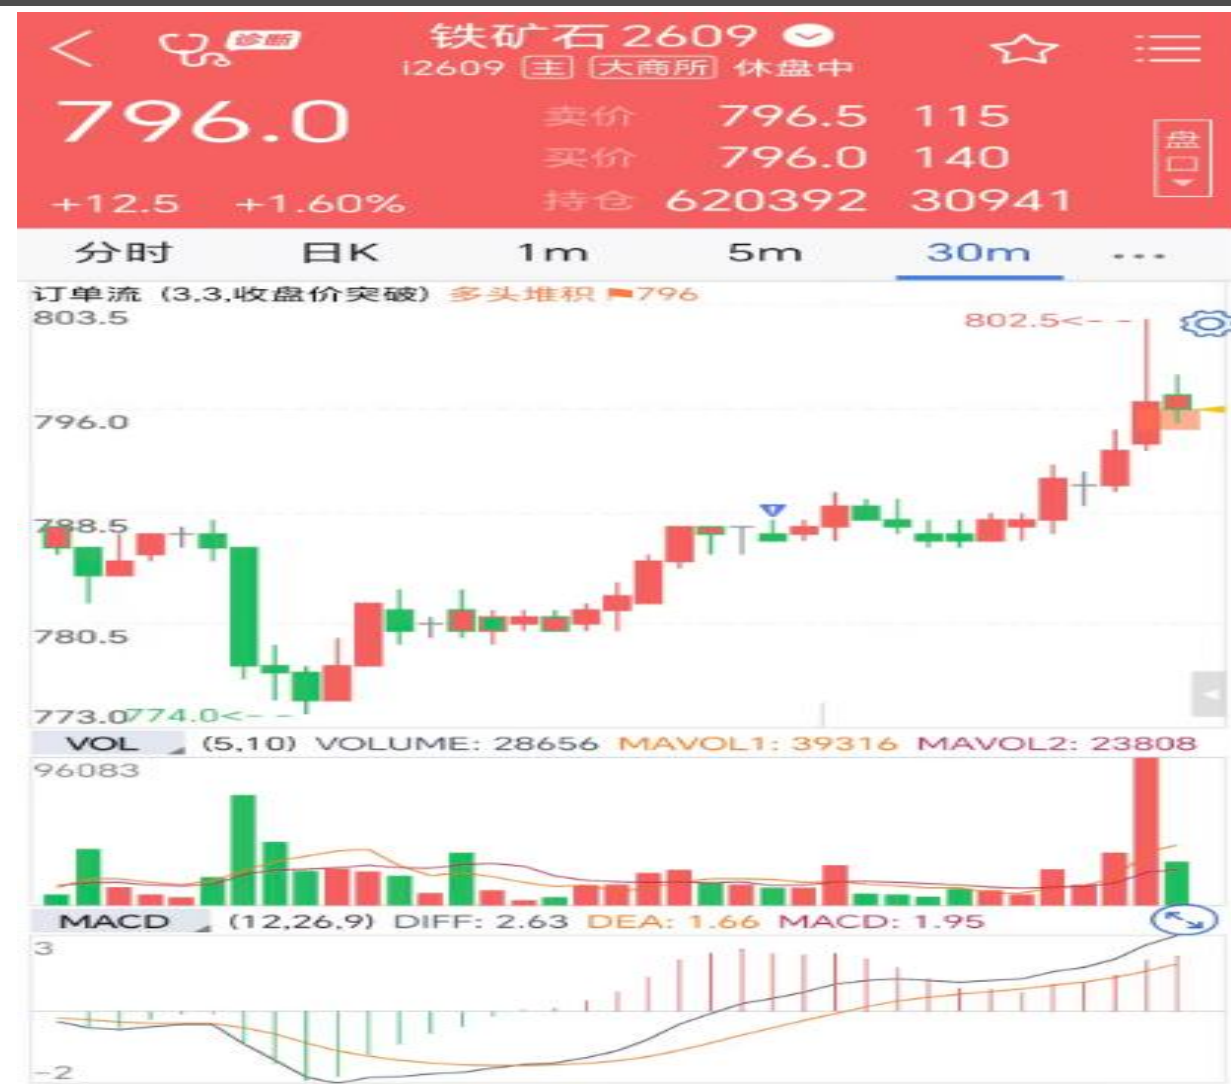 诊断 铁矿石2609
i2609 主 大商所 休盘中
796.0
卖价 796.5 115
买价 796.0 140
+12.5 +1.60% 持仓 620392 30941
盘口
分时 日K 1m 5m 30m
订单流 (3,3,收盘价突破) 多头堆积 796
803.5
802.5<--
796.0
788.5
780.5
773.0
774.0<--
VOL (5,10) VOLUME: 28656 MAVOL1: 39316 MAVOL2: 23808
96083
MACD (12,26,9) DIFF: 2.63 DEA: 1.66 MACD: 1.95
3
-2